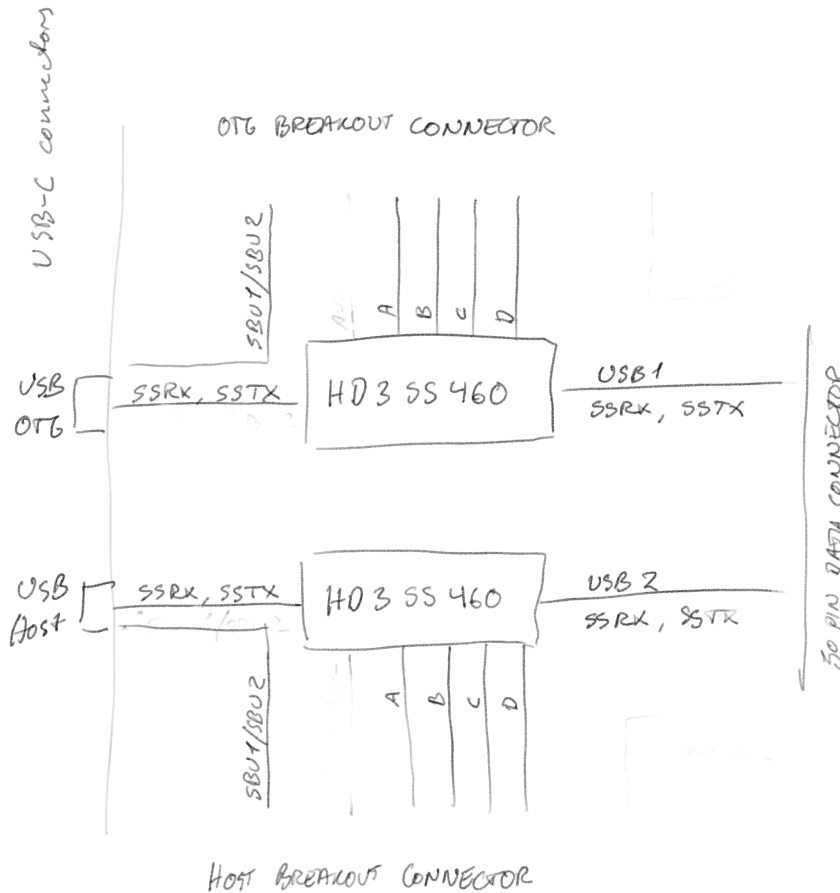 USB-C connectors
OTG BREAKOUT CONNECTOR
SBU1/SBU2
A
B
C
D
USB
OTG
SSRX, SSTX
HD3SS460
USB1
SSRX, SSTX
50 PIN DATA CONNECTOR
USB
HOST
SSRX, SSTX
HD3SS460
USB2
SSRX, SSTX
SBU1/SBU2
A
B
C
D
HOST BREAKOUT CONNECTOR